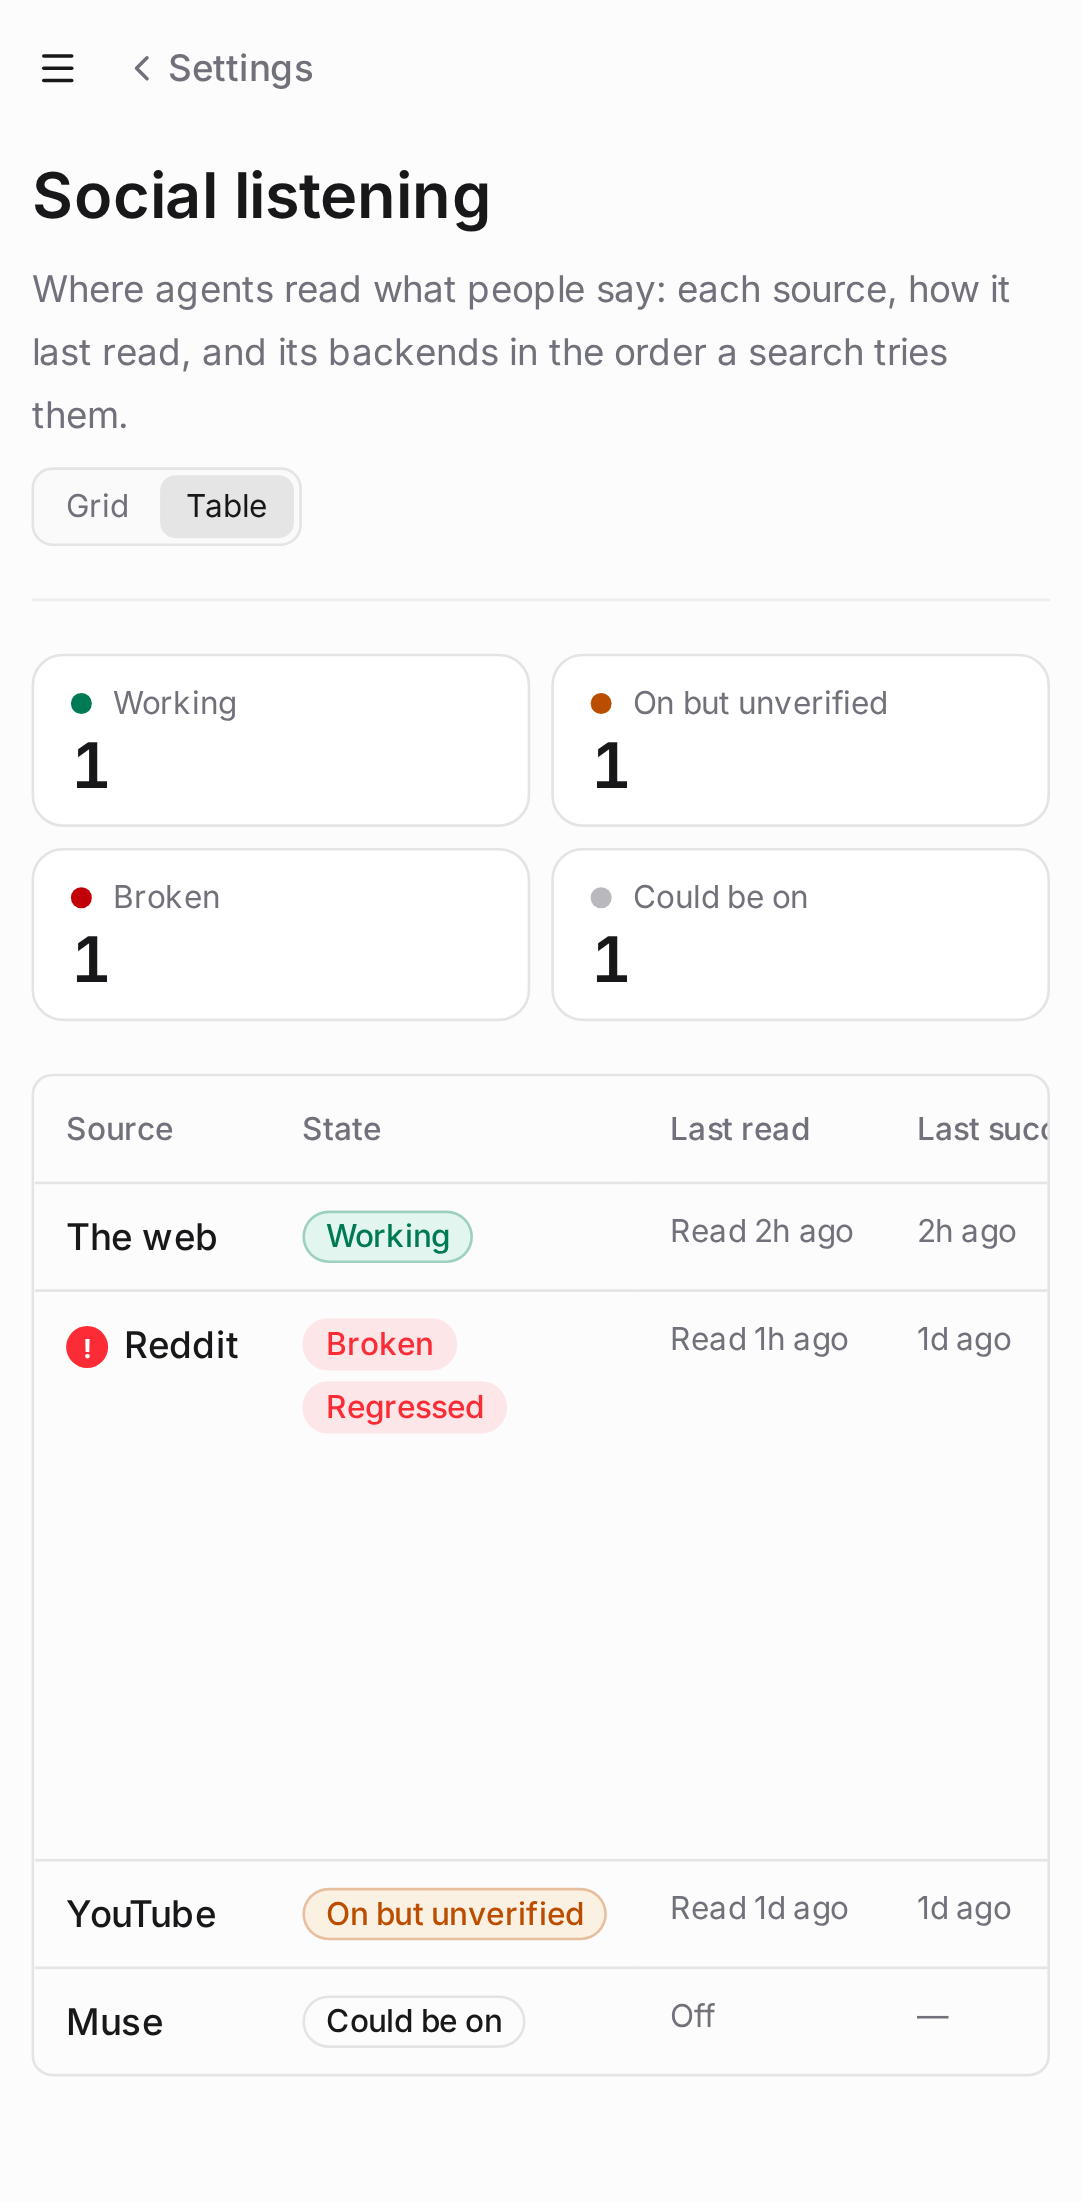 Settings
Social listening
Where agents read what people say: each source, how it
last read, and its backends in the order a search tries
them.
Grid Table
Working
1
On but unverified
1
Broken
1
Could be on
1
Source State Last read Last succ
The web Working Read 2h ago 2h ago
! Reddit Broken Read 1h ago 1d ago
Regressed
YouTube On but unverified Read 1d ago 1d ago
Muse Could be on Off —